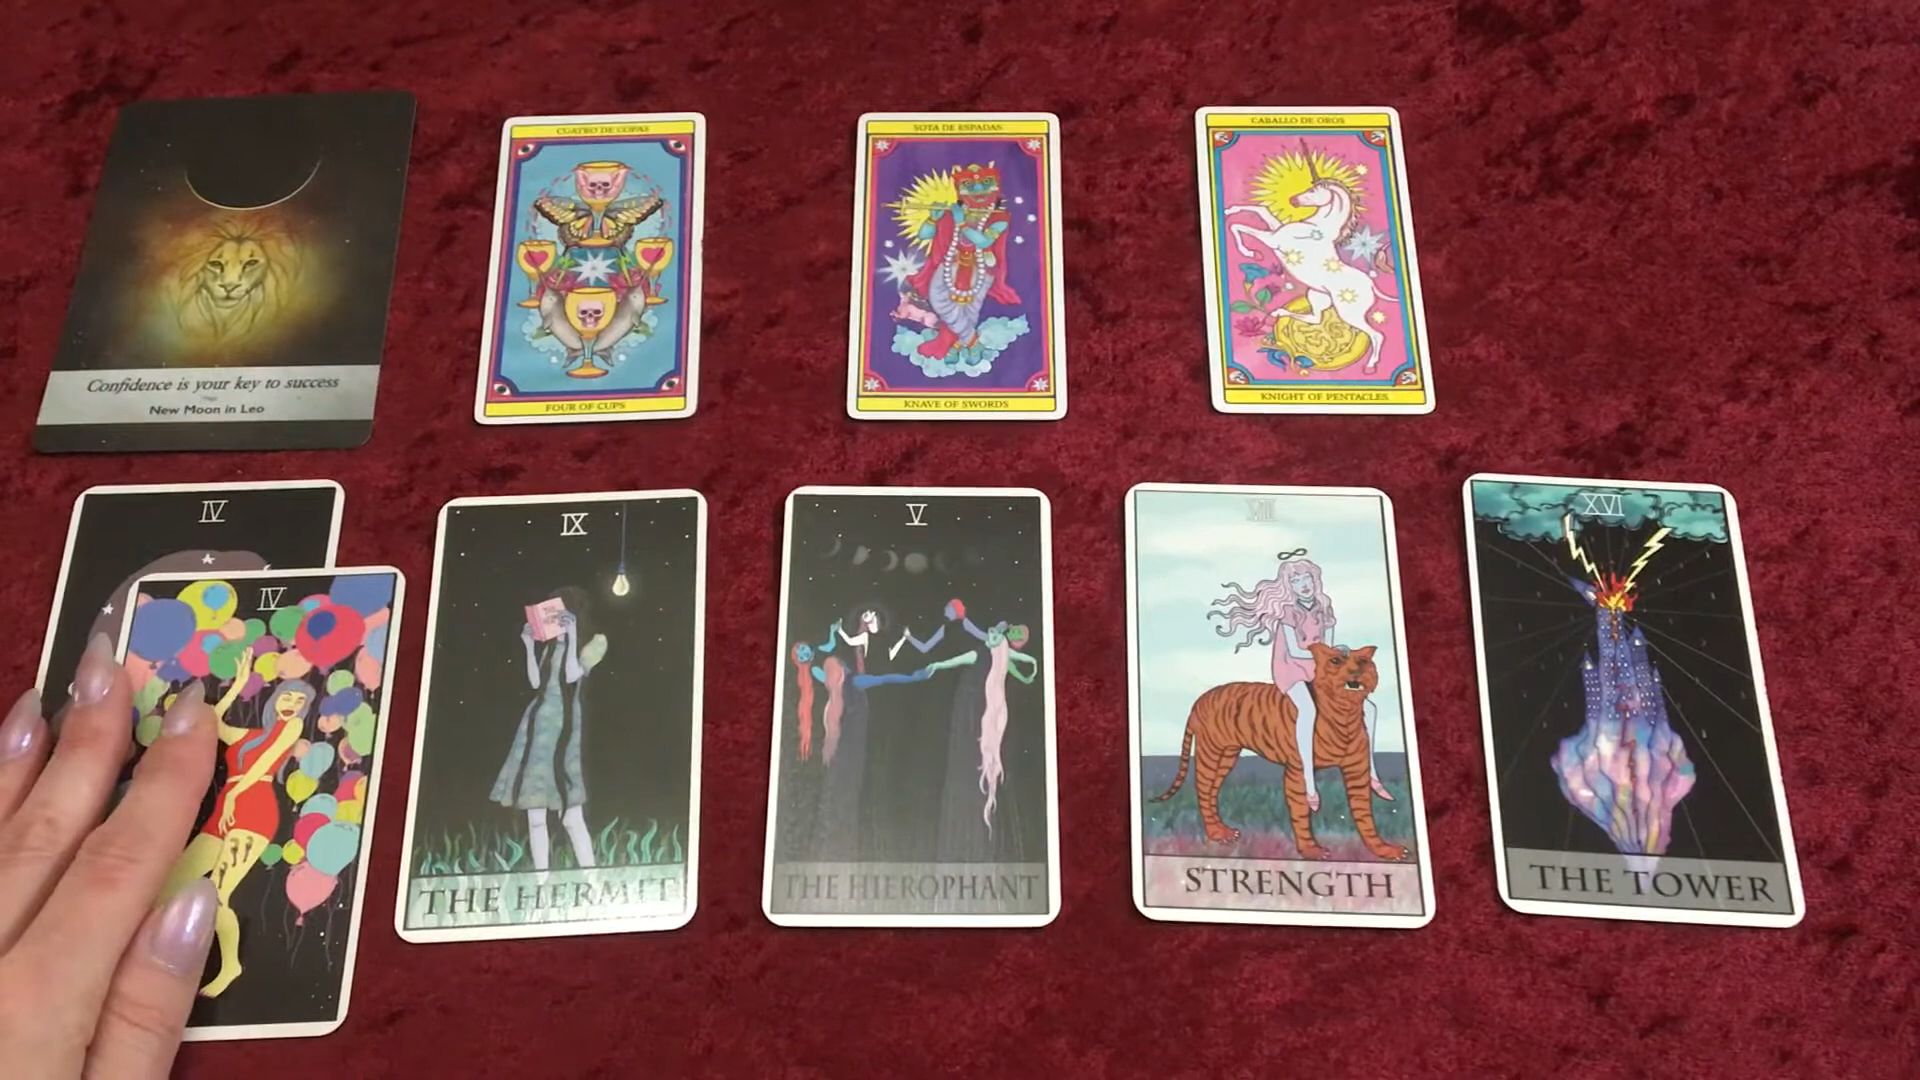 Confidence is your key to success
New Moon in Leo
CUATRO DE COPAS
FOUR OF CUPS
SOTA DE ESPADAS
KNAVE OF SWORDS
CABALLO DE OROS
KNIGHT OF PENTACLES
IV
IV
IX
THE HERMIT
V
THE HIEROPHANT
VIII
STRENGTH
XVI
THE TOWER